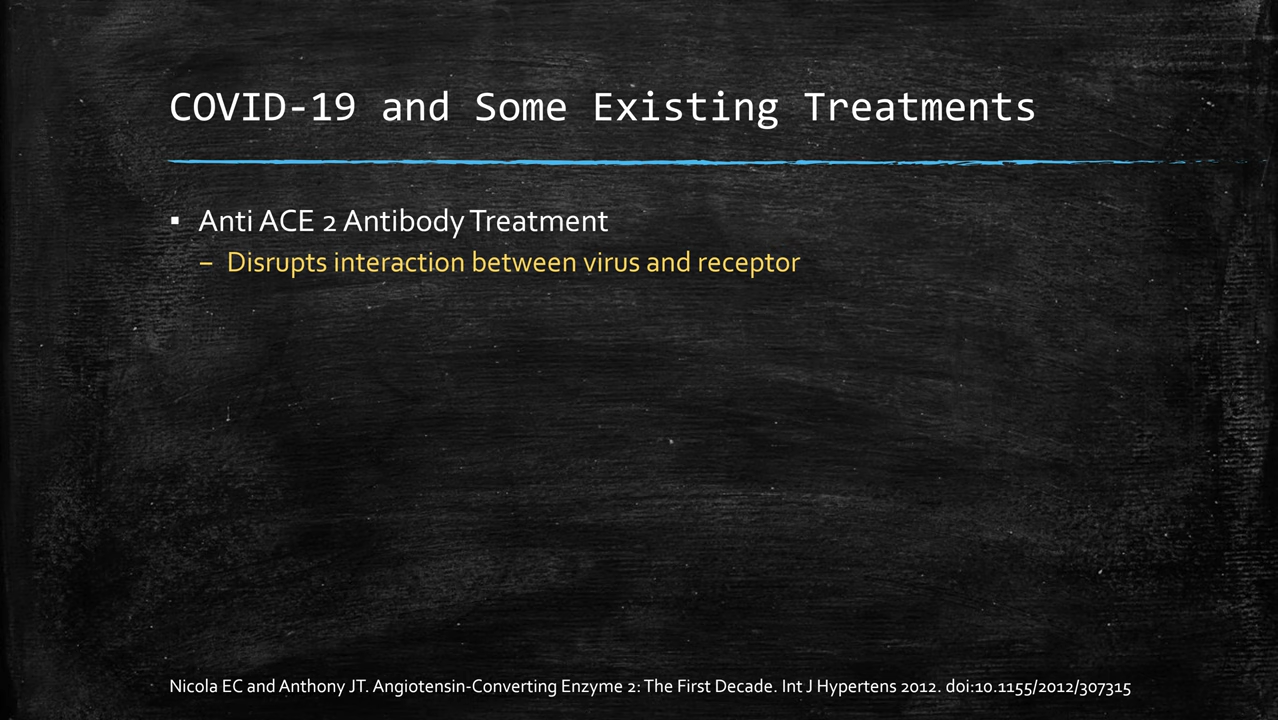 COVID-19 and Some Existing Treatments
▪ Anti ACE 2 Antibody Treatment
– Disrupts interaction between virus and receptor
Nicola EC and Anthony JT. Angiotensin-Converting Enzyme 2: The First Decade. Int J Hypertens 2012. doi:10.1155/2012/307315